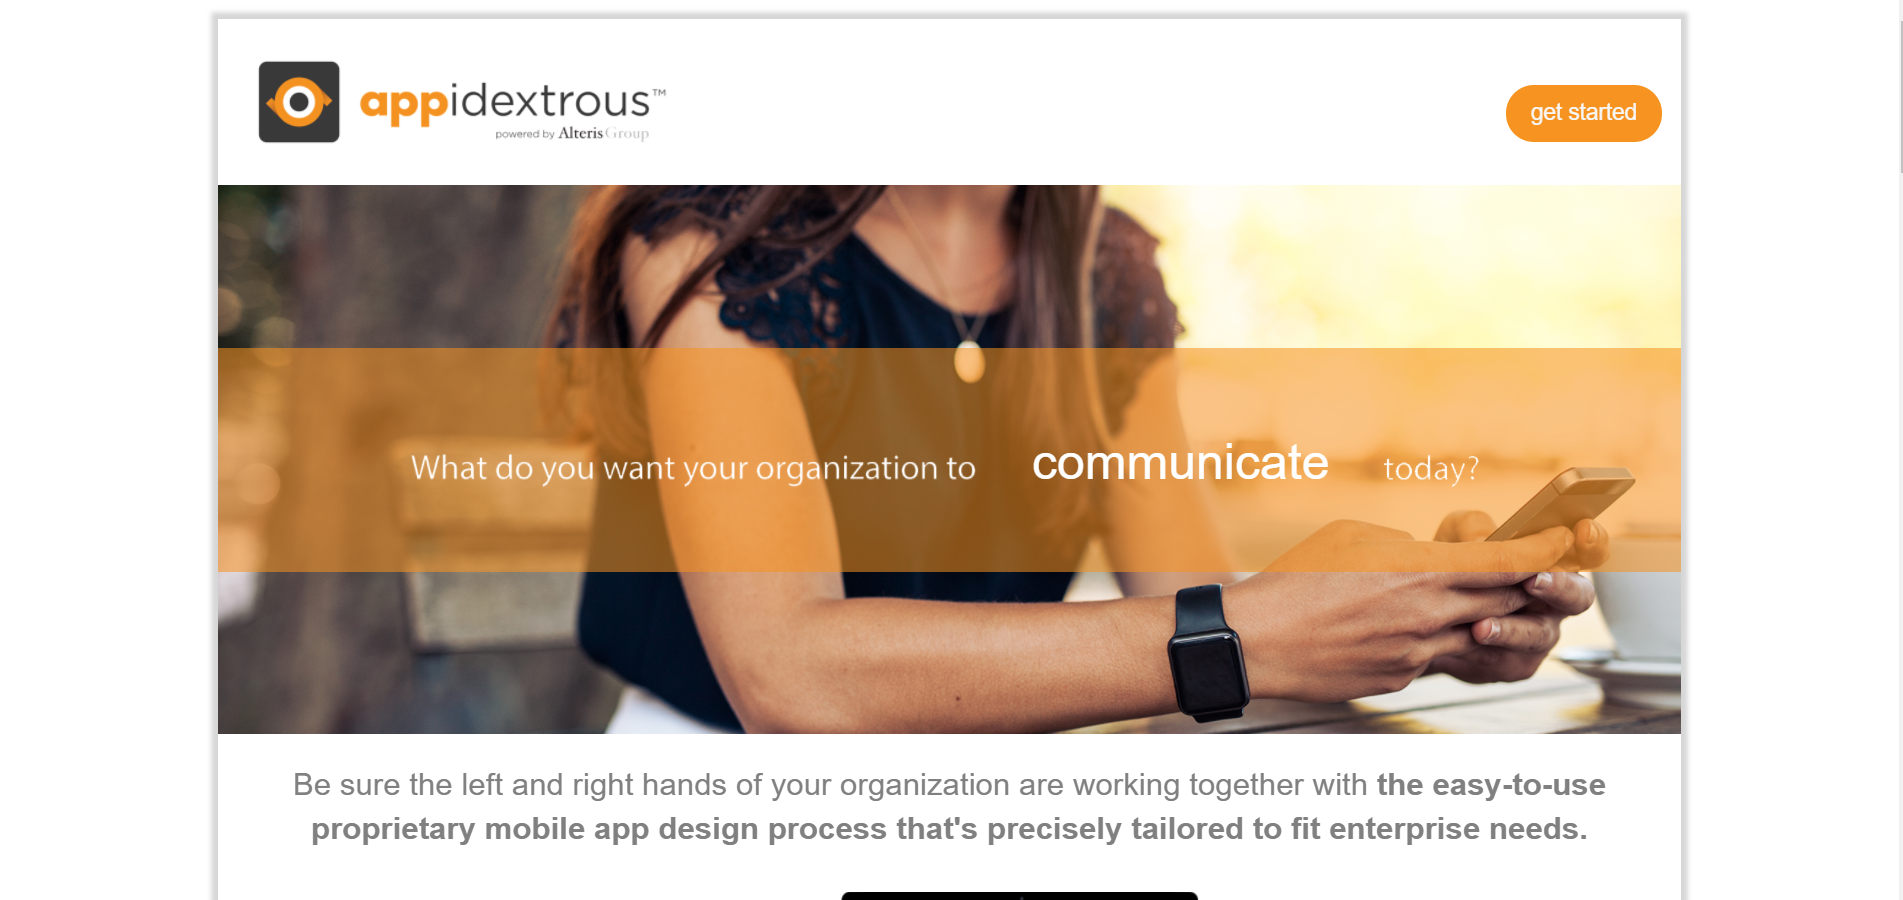 appidextrous™
powered by Alteris Group
get started
What do you want your organization to communicate today?
Be sure the left and right hands of your organization are working together with the easy-to-use
proprietary mobile app design process that's precisely tailored to fit enterprise needs.